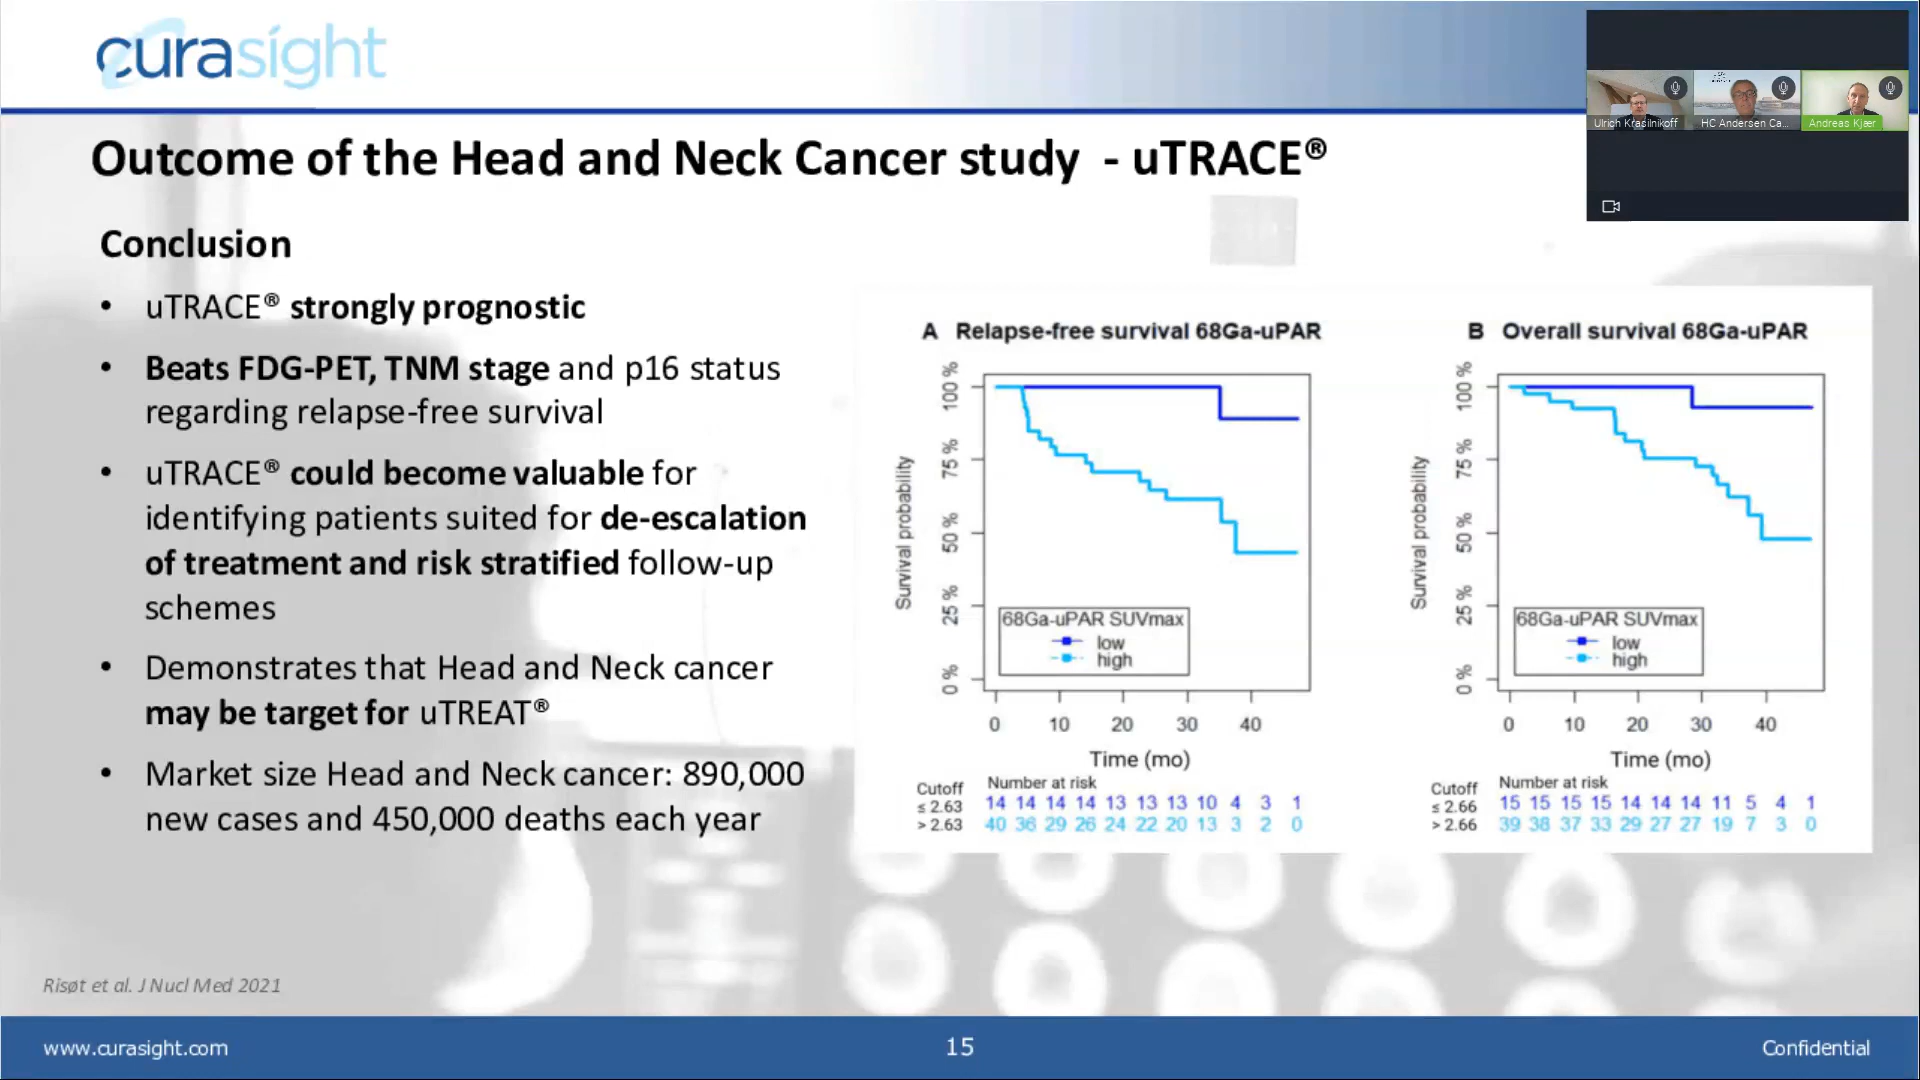 curasight
Ulrich Krasilnikoff
HC Andersen Ca...
Andreas Kjær
Outcome of the Head and Neck Cancer study - uTRACE®
Conclusion
• uTRACE® strongly prognostic
• Beats FDG-PET, TNM stage and p16 status
regarding relapse-free survival
• uTRACE® could become valuable for
identifying patients suited for de-escalation
of treatment and risk stratified follow-up
schemes
• Demonstrates that Head and Neck cancer
may be target for uTREAT®
• Market size Head and Neck cancer: 890,000
new cases and 450,000 deaths each year
A Relapse-free survival 68Ga-uPAR
Survival probability
100 %
75 %
50 %
25 %
0 %
68Ga-uPAR SUVmax
low
high
0 10 20 30 40
Time (mo)
Cutoff Number at risk
≤ 2.63 14 14 14 14 13 13 13 10 4 3 1
> 2.63 40 36 29 26 24 22 20 13 3 2 0
B Overall survival 68Ga-uPAR
Survival probability
100 %
75 %
50 %
25 %
0 %
68Ga-uPAR SUVmax
low
high
0 10 20 30 40
Time (mo)
Cutoff Number at risk
≤ 2.66 15 15 15 15 14 14 14 11 5 4 1
> 2.66 39 38 37 33 29 27 27 19 7 3 0
Risøt et al. J Nucl Med 2021
www.curasight.com
15
Confidential